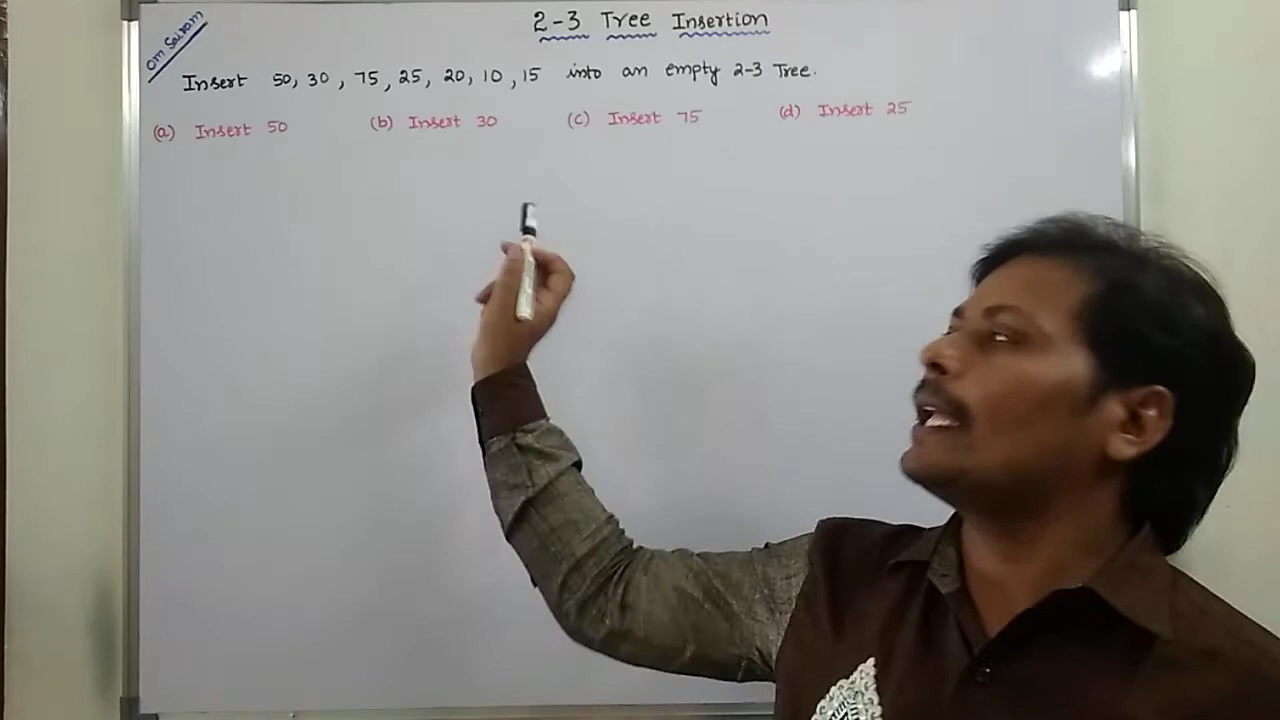 Om Sairam
2-3 Tree Insertion
Insert 50, 30, 75, 25, 20, 10, 15 into an empty 2-3 Tree.
(a) Insert 50 (b) Insert 30 (c) Insert 75 (d) Insert 25